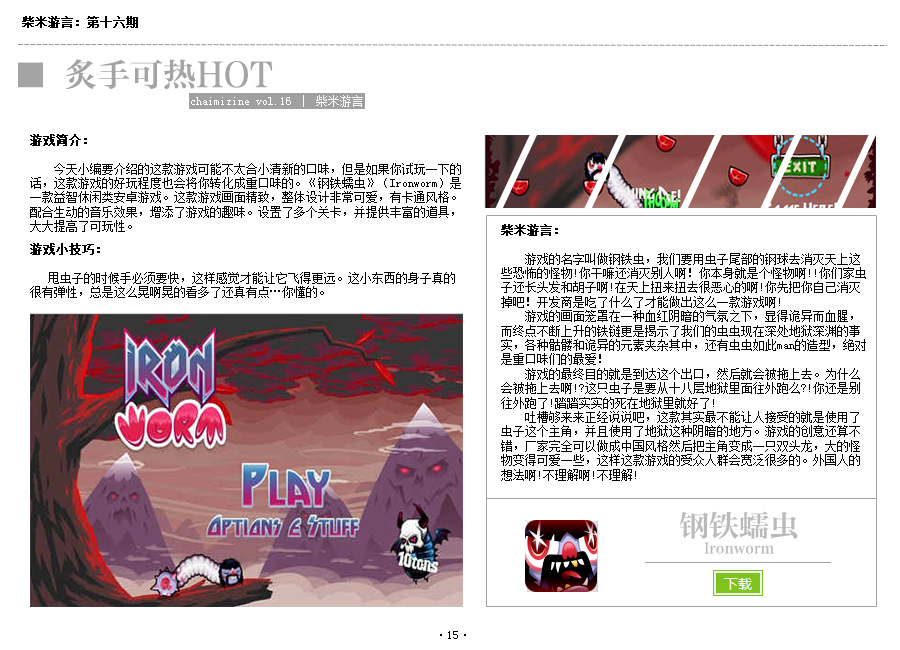 柴米游言：第十六期
炙手可热HOT
chaimizine vol.16 | 柴米游言
游戏简介：
今天小编要介绍的这款游戏可能不太合小清新的口味，但是如果你试玩一下的
话，这款游戏的好玩程度也会将你转化成重口味的。《钢铁蠕虫》（Ironworm）是
一款益智休闲类安卓游戏。这款游戏画面精致，整体设计非常可爱，有卡通风格。
配合生动的音乐效果，增添了游戏的趣味。设置了多个关卡，并提供丰富的道具，
大大提高了可玩性。
游戏小技巧：
甩虫子的时候手必须要快，这样感觉才能让它飞得更远。这小东西的身子真的
很有弹性，总是这么晃啊晃的看多了还真有点…你懂的。
IRON
WORM
PLAY
OPTIONS & STUFF
10tons
EXIT
柴米游言：
游戏的名字叫做钢铁虫，我们要用虫子尾部的钢球去消灭天上这
些恐怖的怪物!你干嘛还消灭别人啊！你本身就是个怪物啊!!你们家虫
子还长头发和胡子啊!在天上扭来扭去很恶心的啊!你先把你自己消灭
掉吧！开发商是吃了什么了才能做出这么一款游戏啊!
游戏的画面笼罩在一种血红阴暗的气氛之下，显得诡异而血腥，
而终点不断上升的铁链更是揭示了我们的虫虫现在深处地狱深渊的事
实，各种骷髅和诡异的元素夹杂其中，还有虫虫如此man的造型，绝对
是重口味们的最爱！
游戏的最终目的就是到达这个出口，然后就会被拖上去。为什么
会被拖上去啊!?这只虫子是要从十八层地狱里面往外跑么?!你还是别
往外跑了!踏踏实实的死在地狱里就好了!
吐槽够来来正经说说吧，这款其实最不能让人接受的就是使用了
虫子这个主角，并且使用了地狱这种阴暗的地方。游戏的创意还算不
错，厂家完全可以做成中国风格然后把主角变成一只双头龙，大的怪
物变得可爱一些，这样这款游戏的受众人群会宽泛很多的。外国人的
想法啊!不理解啊!不理解!
钢铁蠕虫
Ironworm
下载
·15·